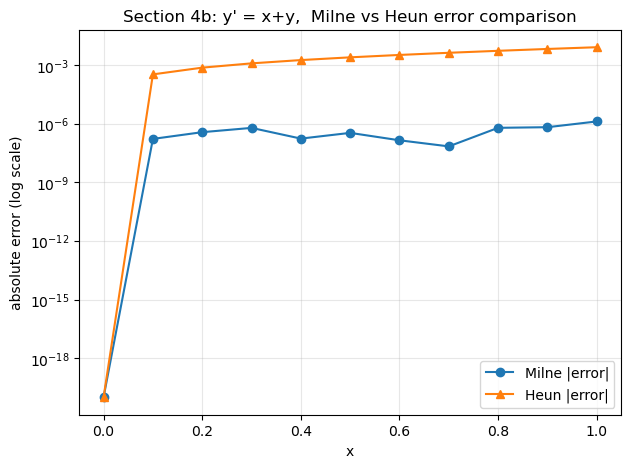 Section 4b: y' = x+y,  Milne vs Heun error comparison
absolute error (log scale)
10⁻³
10⁻⁶
10⁻⁹
10⁻¹²
10⁻¹⁵
10⁻¹⁸
Milne |error|
Heun |error|
0.0 0.2 0.4 0.6 0.8 1.0
x